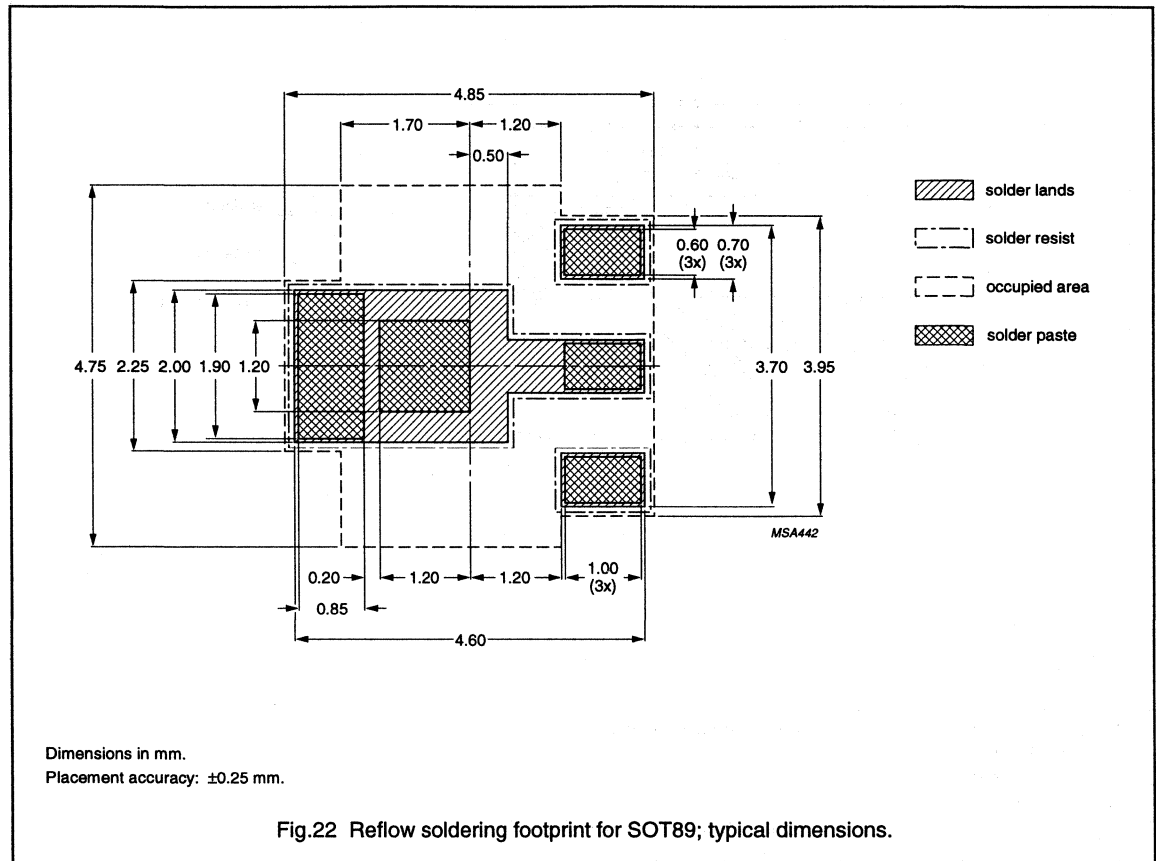 4.85
1.70 1.20
0.50
solder lands
solder resist
occupied area
solder paste
0.60 0.70
(3x) (3x)
4.75 2.25 2.00 1.90 1.20
3.70 3.95
MSA442
0.20 1.20 1.20 1.00
(3x)
0.85
4.60
Dimensions in mm.
Placement accuracy: ±0.25 mm.
Fig.22 Reflow soldering footprint for SOT89; typical dimensions.